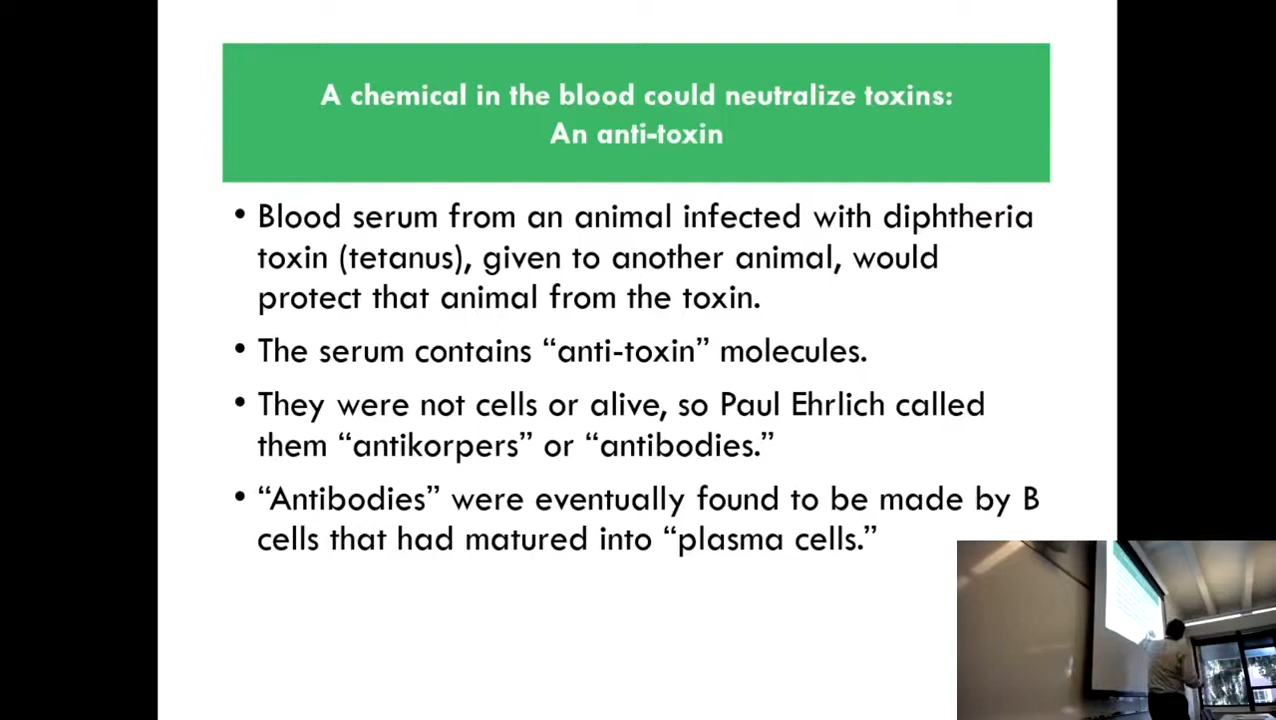 A chemical in the blood could neutralize toxins:
An anti-toxin
• Blood serum from an animal infected with diphtheria
toxin (tetanus), given to another animal, would
protect that animal from the toxin.
• The serum contains “anti-toxin” molecules.
• They were not cells or alive, so Paul Ehrlich called
them “antikorpers” or “antibodies.”
• “Antibodies” were eventually found to be made by B
cells that had matured into “plasma cells.”